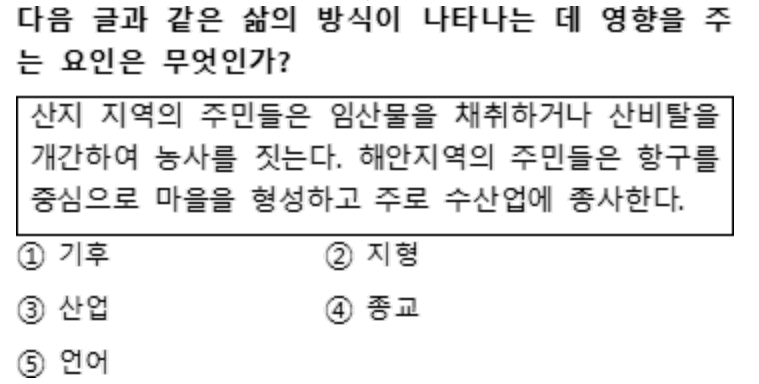 다음 글과 같은 삶의 방식이 나타나는 데 영향을 주
는 요인은 무엇인가?
산지 지역의 주민들은 임산물을 채취하거나 산비탈을
개간하여 농사를 짓는다. 해안지역의 주민들은 항구를
중심으로 마을을 형성하고 주로 수산업에 종사한다.
① 기후 ② 지형
③ 산업 ④ 종교
⑤ 언어